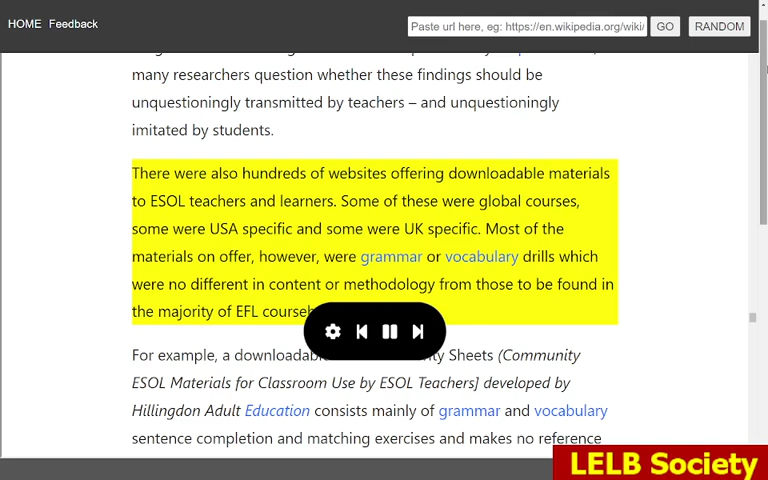 HOME Feedback
Paste url here, eg: https://en.wikipedia.org/wiki/ GO RANDOM
many researchers question whether these findings should be
unquestioningly transmitted by teachers – and unquestioningly
imitated by students.
There were also hundreds of websites offering downloadable materials
to ESOL teachers and learners. Some of these were global courses,
some were USA specific and some were UK specific. Most of the
materials on offer, however, were grammar or vocabulary drills which
were no different in content or methodology from those to be found in
the majority of EFL
For example, a Sheets (Community
ESOL Materials for Classroom Use by ESOL Teachers] developed by
Hillingdon Adult Education consists mainly of grammar and vocabulary
sentence completion and matching exercises and makes no reference
LELB Society